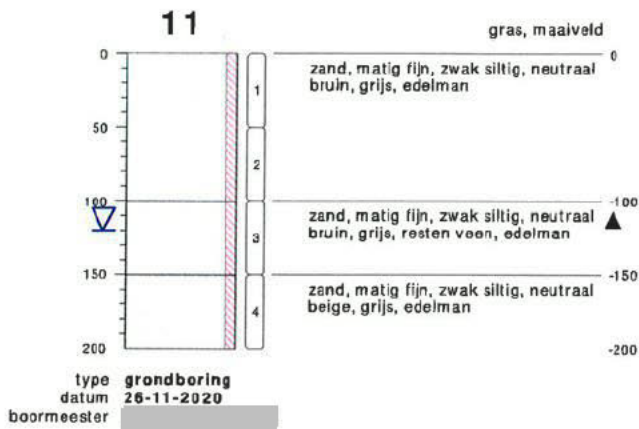 11
gras, maaiveld
0
0
zand, matig fijn, zwak siltig, neutraal
bruin, grijs, edelman
1
50
2
100
-100
zand, matig fijn, zwak siltig, neutraal
bruin, grijs, resten veen, edelman
3
150
-150
zand, matig fijn, zwak siltig, neutraal
beige, grijs, edelman
4
200
-200
type grondboring
datum 26-11-2020
boormeester